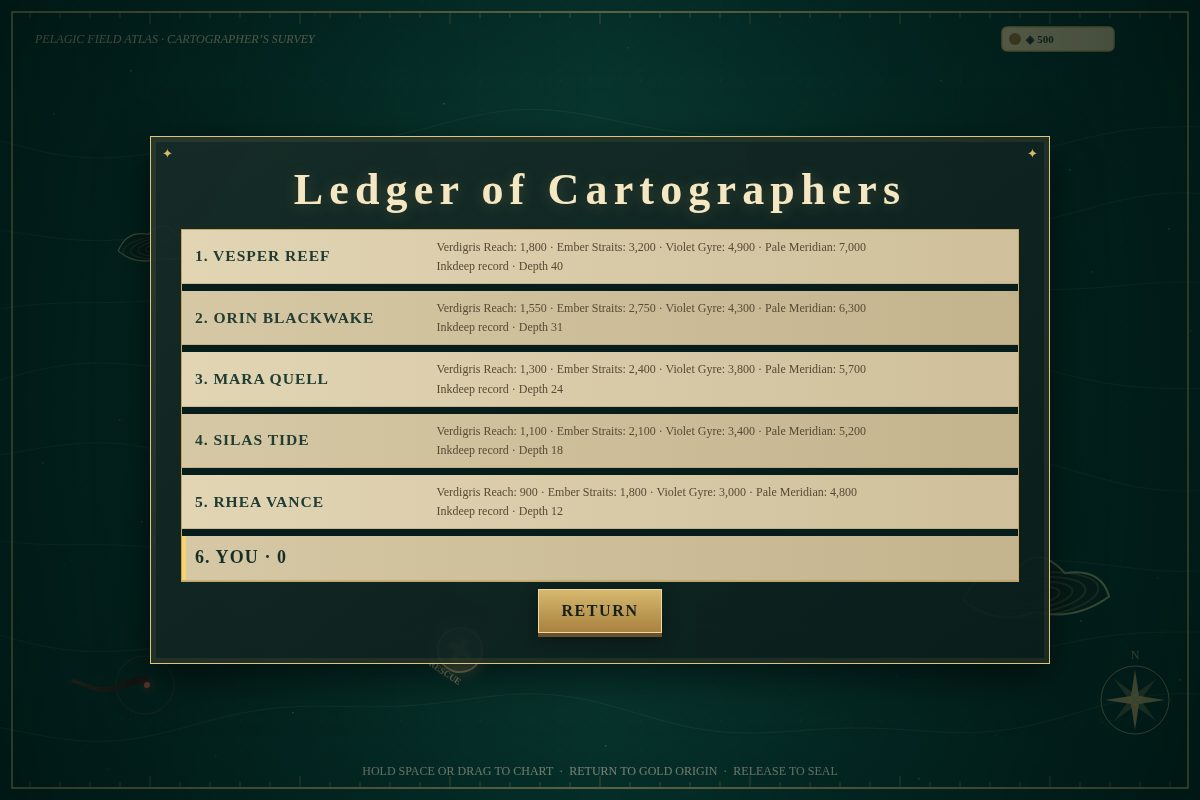 PELAGIC FIELD ATLAS · CARTOGRAPHER'S SURVEY
◆ 500
Ledger of Cartographers
1. VESPER REEF
Verdigris Reach: 1,800 · Ember Straits: 3,200 · Violet Gyre: 4,900 · Pale Meridian: 7,000
Inkdeep record · Depth 40
2. ORIN BLACKWAKE
Verdigris Reach: 1,550 · Ember Straits: 2,750 · Violet Gyre: 4,300 · Pale Meridian: 6,300
Inkdeep record · Depth 31
3. MARA QUELL
Verdigris Reach: 1,300 · Ember Straits: 2,400 · Violet Gyre: 3,800 · Pale Meridian: 5,700
Inkdeep record · Depth 24
4. SILAS TIDE
Verdigris Reach: 1,100 · Ember Straits: 2,100 · Violet Gyre: 3,400 · Pale Meridian: 5,200
Inkdeep record · Depth 18
5. RHEA VANCE
Verdigris Reach: 900 · Ember Straits: 1,800 · Violet Gyre: 3,000 · Pale Meridian: 4,800
Inkdeep record · Depth 12
6. YOU · 0
RETURN
N
HOLD SPACE OR DRAG TO CHART · RETURN TO GOLD ORIGIN · RELEASE TO SEAL